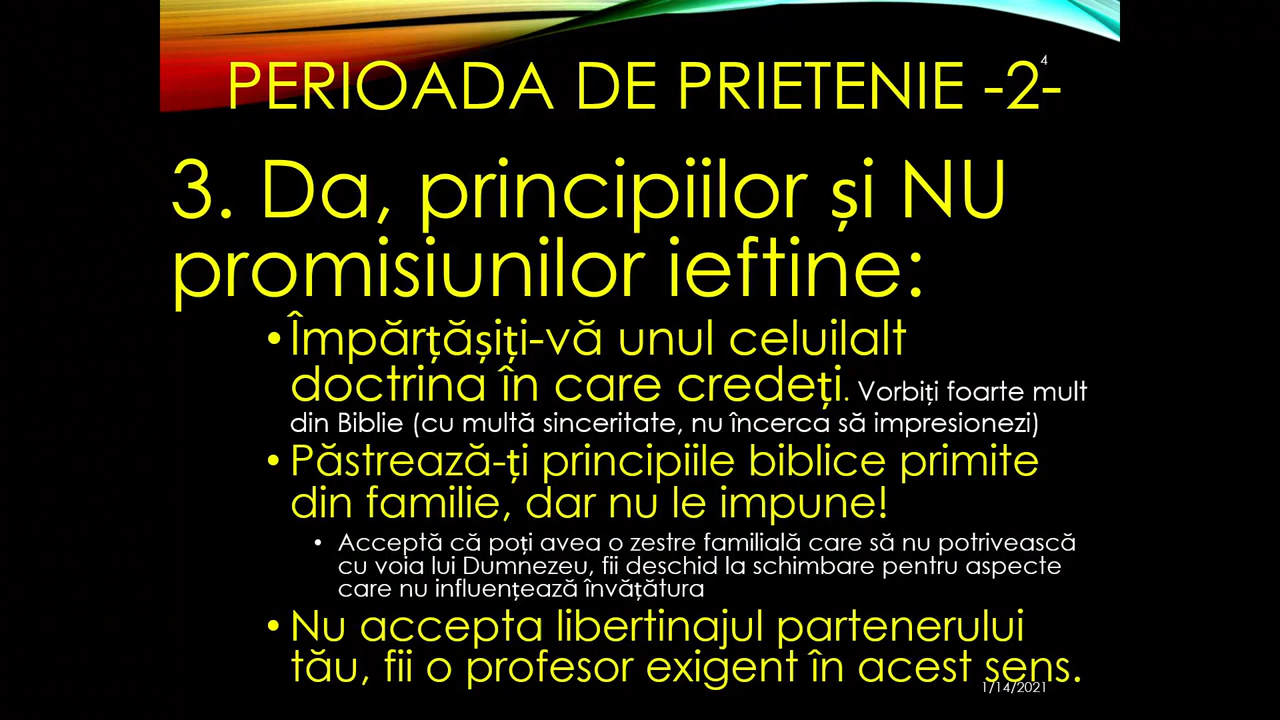 4
PERIOADA DE PRIETENIE -2-
3. Da, principiilor și NU
promisiunilor ieftine:
•Împărțășiți-vă unul celuilalt
doctrina în care credeți. Vorbiți foarte mult
din Biblie (cu multă sinceritate, nu încerca să impresionezi)
•Păstrează-ți principiile biblice primite
din familie, dar nu le impune!
• Acceptă că poți avea o zestre familială care să nu potrivească
cu voia lui Dumnezeu, fii deschid la schimbare pentru aspecte
care nu influențează învățătura
•Nu accepta libertinajul partenerului
tău, fii o profesor exigent în acest sens.
1/14/2021